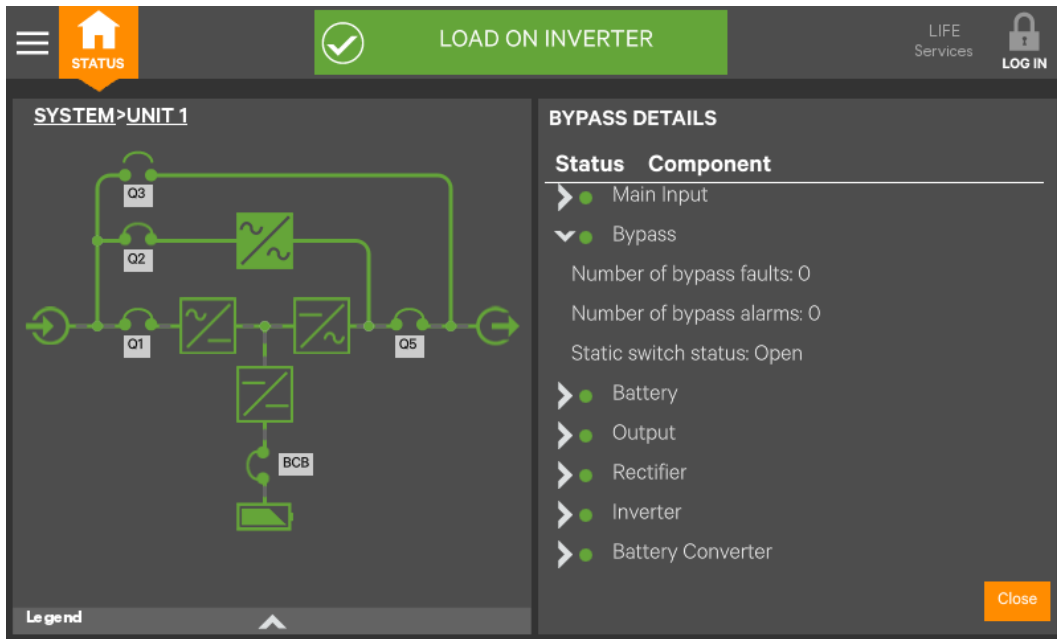 STATUS
LOAD ON INVERTER
LIFE
Services
LOG IN
SYSTEM>UNIT 1
Q3
Q2
Q1
Q5
BCB
Legend
BYPASS DETAILS
Status Component
Main Input
Bypass
Number of bypass faults: 0
Number of bypass alarms: 0
Static switch status: Open
Battery
Output
Rectifier
Inverter
Battery Converter
Close